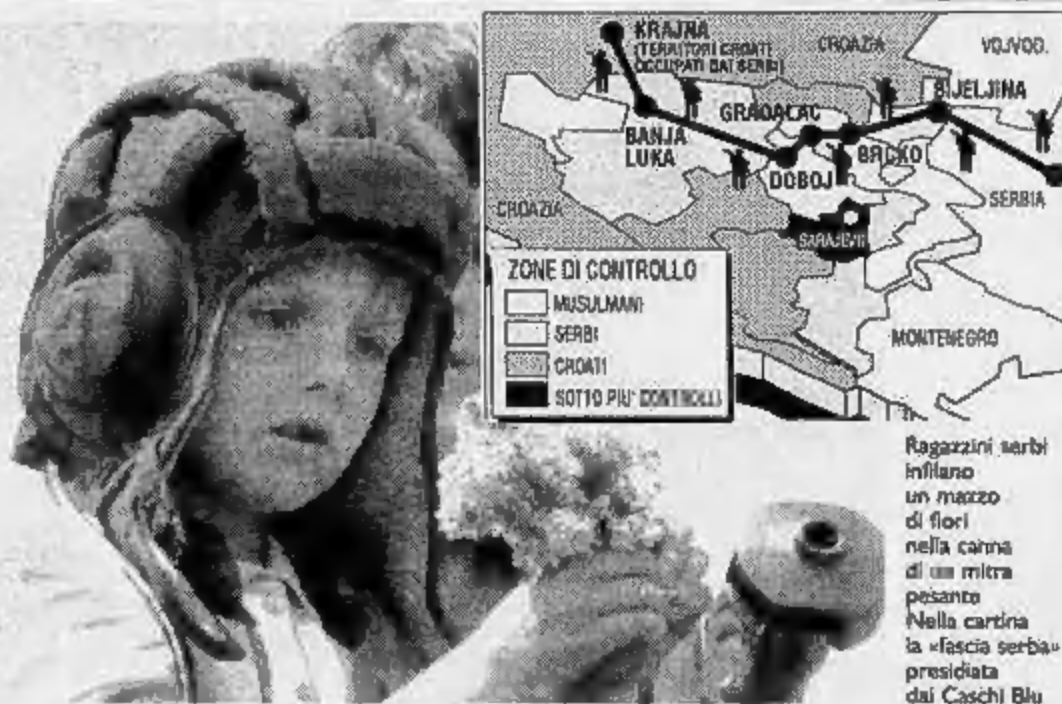 KRAJNA
(TERRITORI CROATI
OCCUPATI DAI SERBI)
CROAZIA
VOJVOD.
BIJELJINA
GRADALAC
BANJA
LUKA
BRCKO
DOBOJ
CROAZIA
SERBIA
SARAJEVO
ZONE DI CONTROLLO
MUSULMANI
SERBI
CROATI
SOTTO PIU' CONTROLLI
MONTENEGRO
Ragazzini serbi
infilano
un mazzo
di fiori
nella canna
di un mitra
pesante
Nella cartina
la «fascia serba»
presidiata
dai Caschi Blu